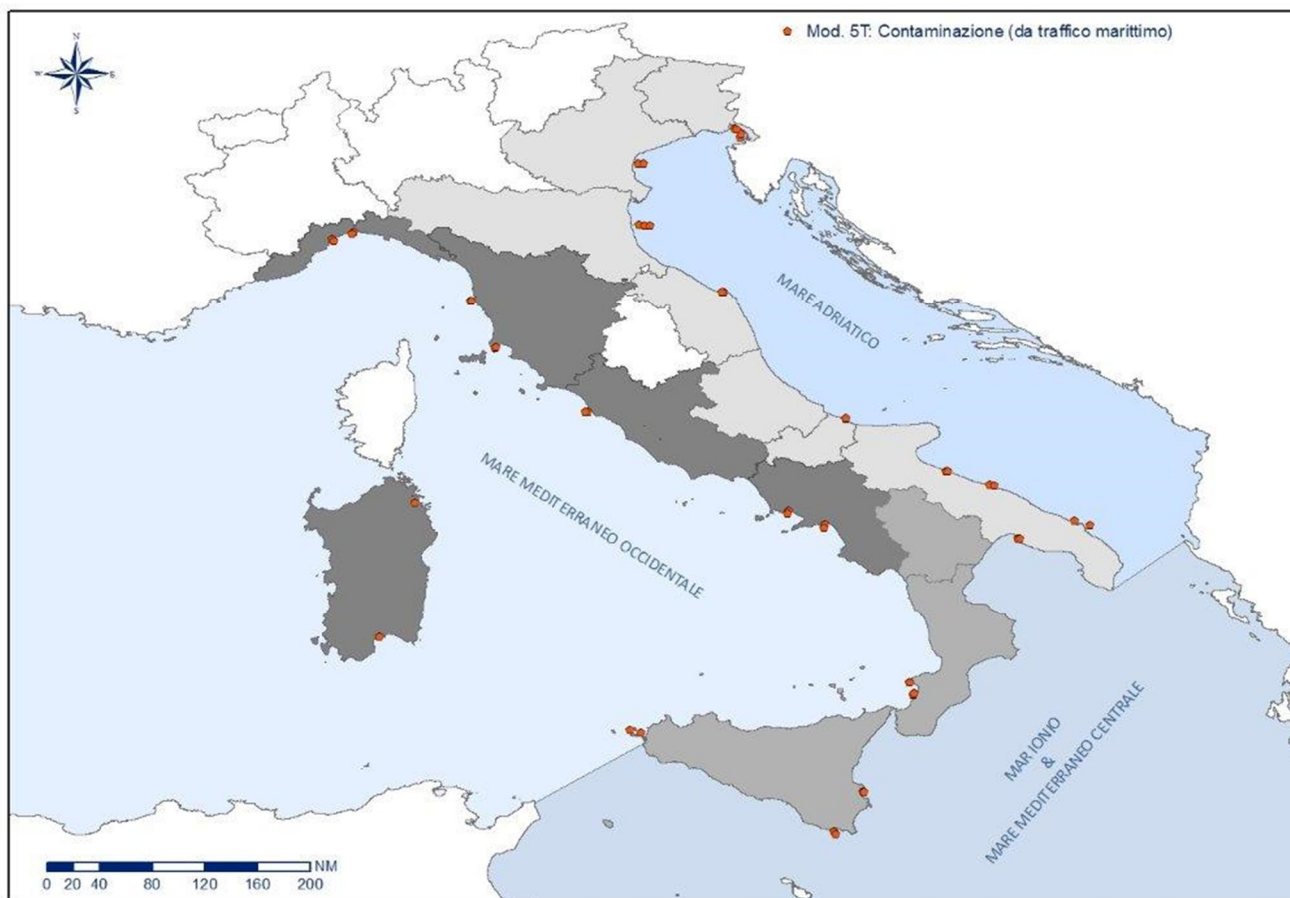 Mod. 5T: Contaminazione (da traffico marittimo)
N
W
E
S
MARE ADRIATICO
MARE MEDITERRANEO OCCIDENTALE
MAR IONIO
&
MARE MEDITERRANEO CENTRALE
NM
0 20 40 80 120 160 200